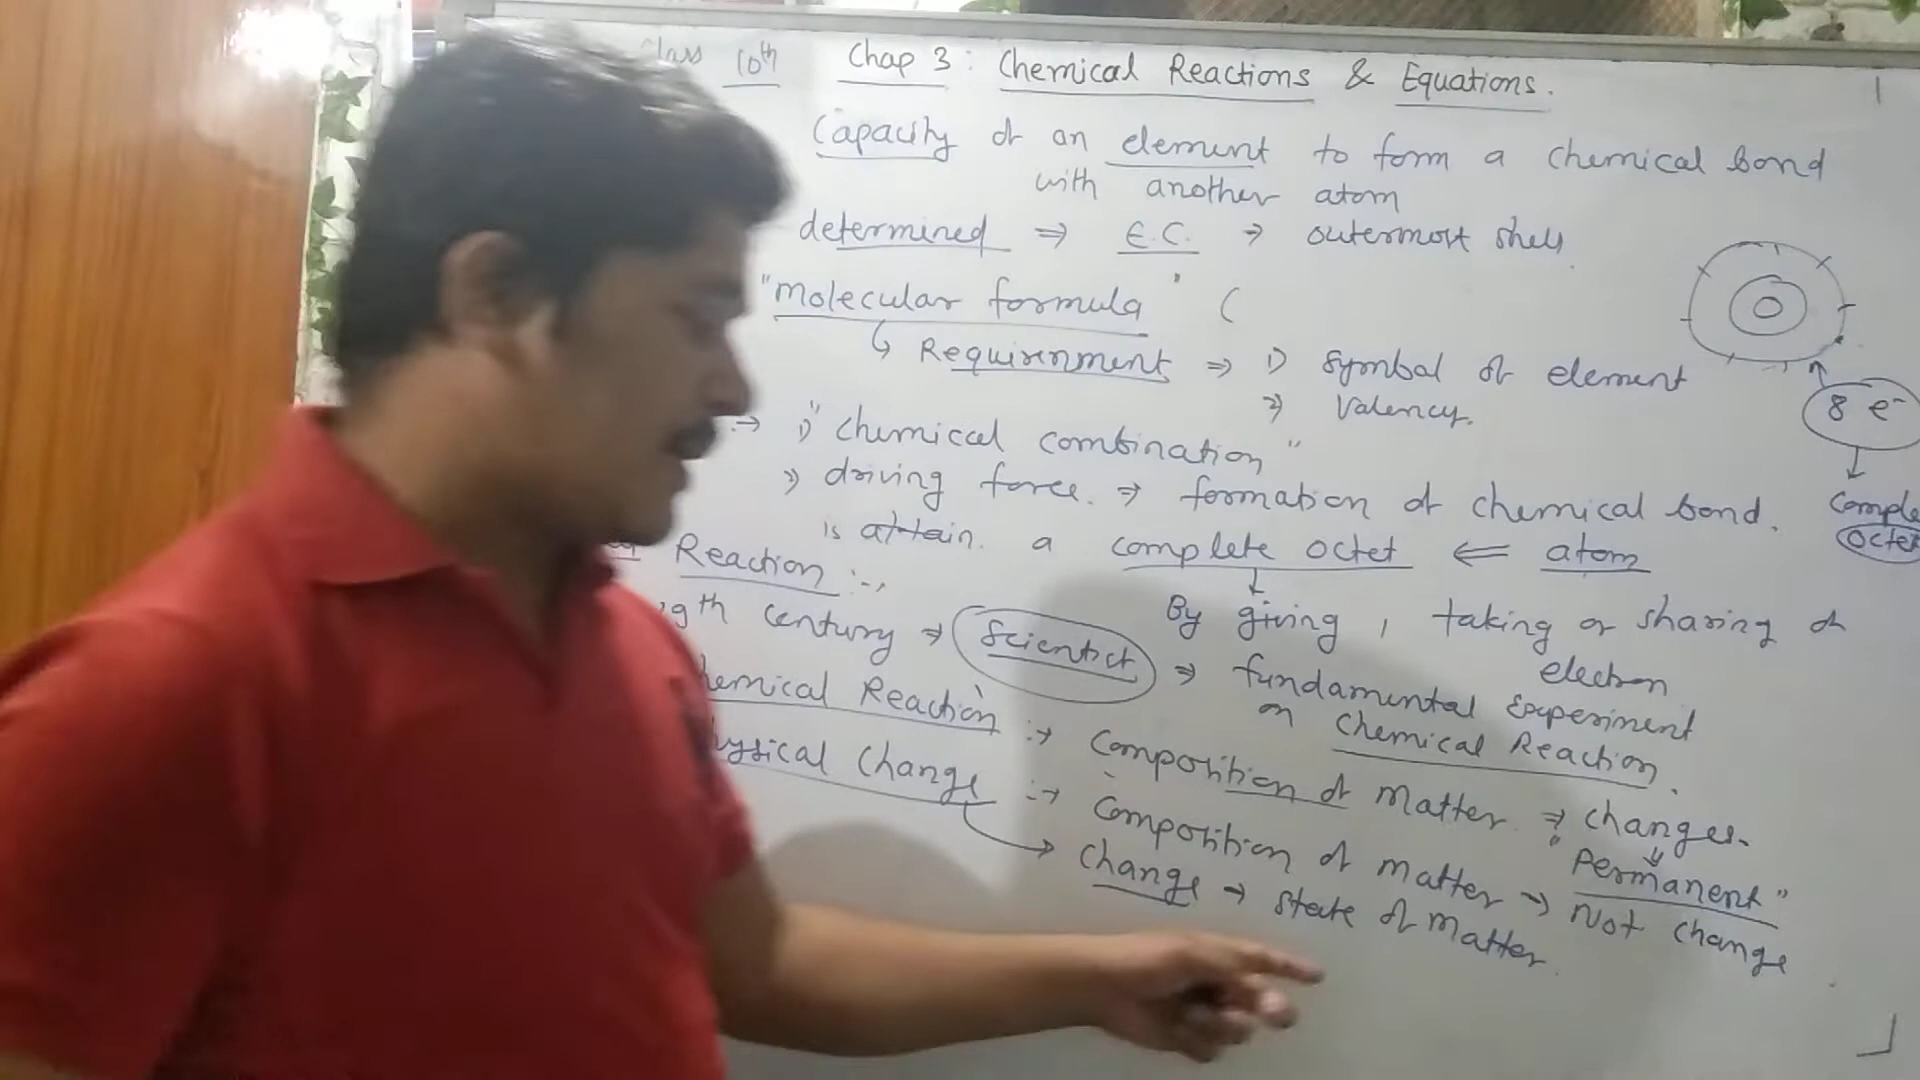 Class 10th Chap 3 : Chemical Reactions & Equations. 1
Capacity of an element to form a chemical bond
with another atom
determined ⇒ E.C. → outermost shell.
"molecular formula" (
↳ Requirenment ⇒ 1) symbol of element
2) Valency.
8 e⁻
→ 1) "chemical combination"
2) driving force. ⇒ formation of chemical bond.
Comple
Octet
is attain. a complete octet ⇐ atom
Reaction :-,
By giving, taking or sharing of
electron
9th century ⇒ Scientist ⇒ fundamental Experiment
on Chemical Reaction.
hemical Reaction :→ Composition of matter. ⇒ changes.
"Permanent"
ysical Change :→ Composition of matter → Not change
→ Change → state of matter.